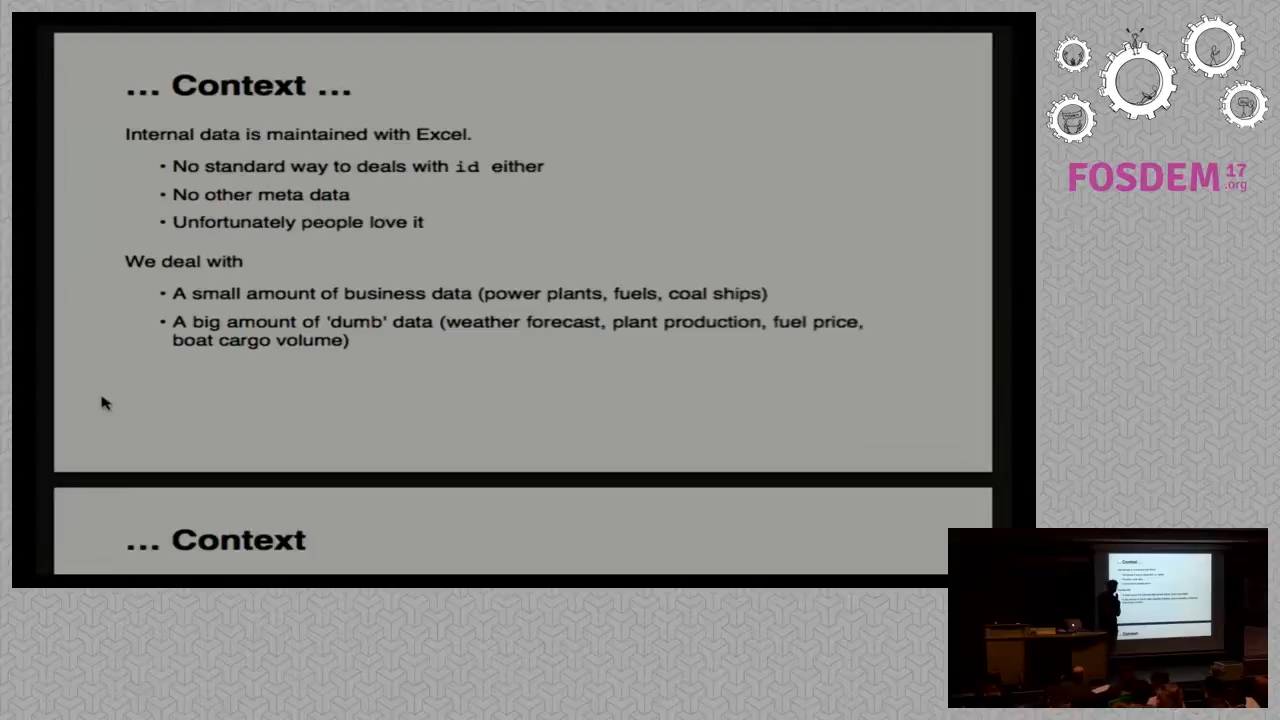 ... Context ...
Internal data is maintained with Excel.
• No standard way to deals with id either
• No other meta data
• Unfortunately people love it
We deal with
• A small amount of business data (power plants, fuels, coal ships)
• A big amount of 'dumb' data (weather forecast, plant production, fuel price,
boat cargo volume)
... Context
FOSDEM 17
.org